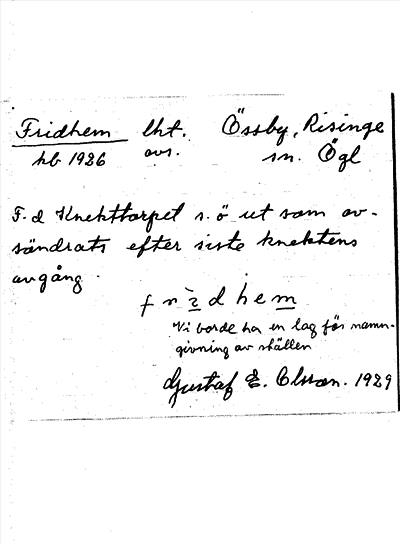 Fridhem lht. Össby, Risinge
hb 1926 avs. sn. Ögl
F. d Knekttorpet s. ö ut som av-
söndrats efter siste knektens
avgång.
f r ì d h e m
Vi borde ha en lag för namn-
givning av ställen
Gustaf E. Olsson. 1929